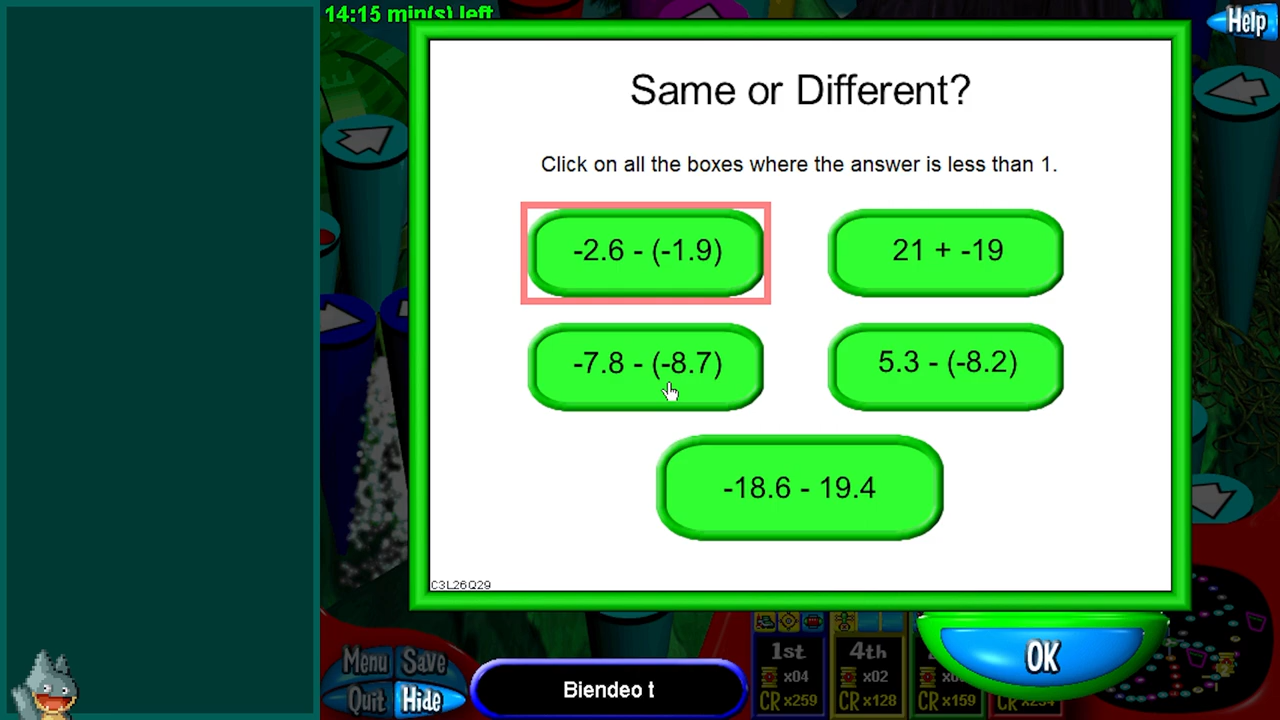 14:15 min(s) left
Help
Same or Different?
Click on all the boxes where the answer is less than 1.
-2.6 - (-1.9)
21 + -19
-7.8 - (-8.7)
5.3 - (-8.2)
-18.6 - 19.4
C3L26Q29
Menu Save
Quit Hide
Biendeo t
1st
x04
CR x259
4th
x02
CR x128
CR x159
OK